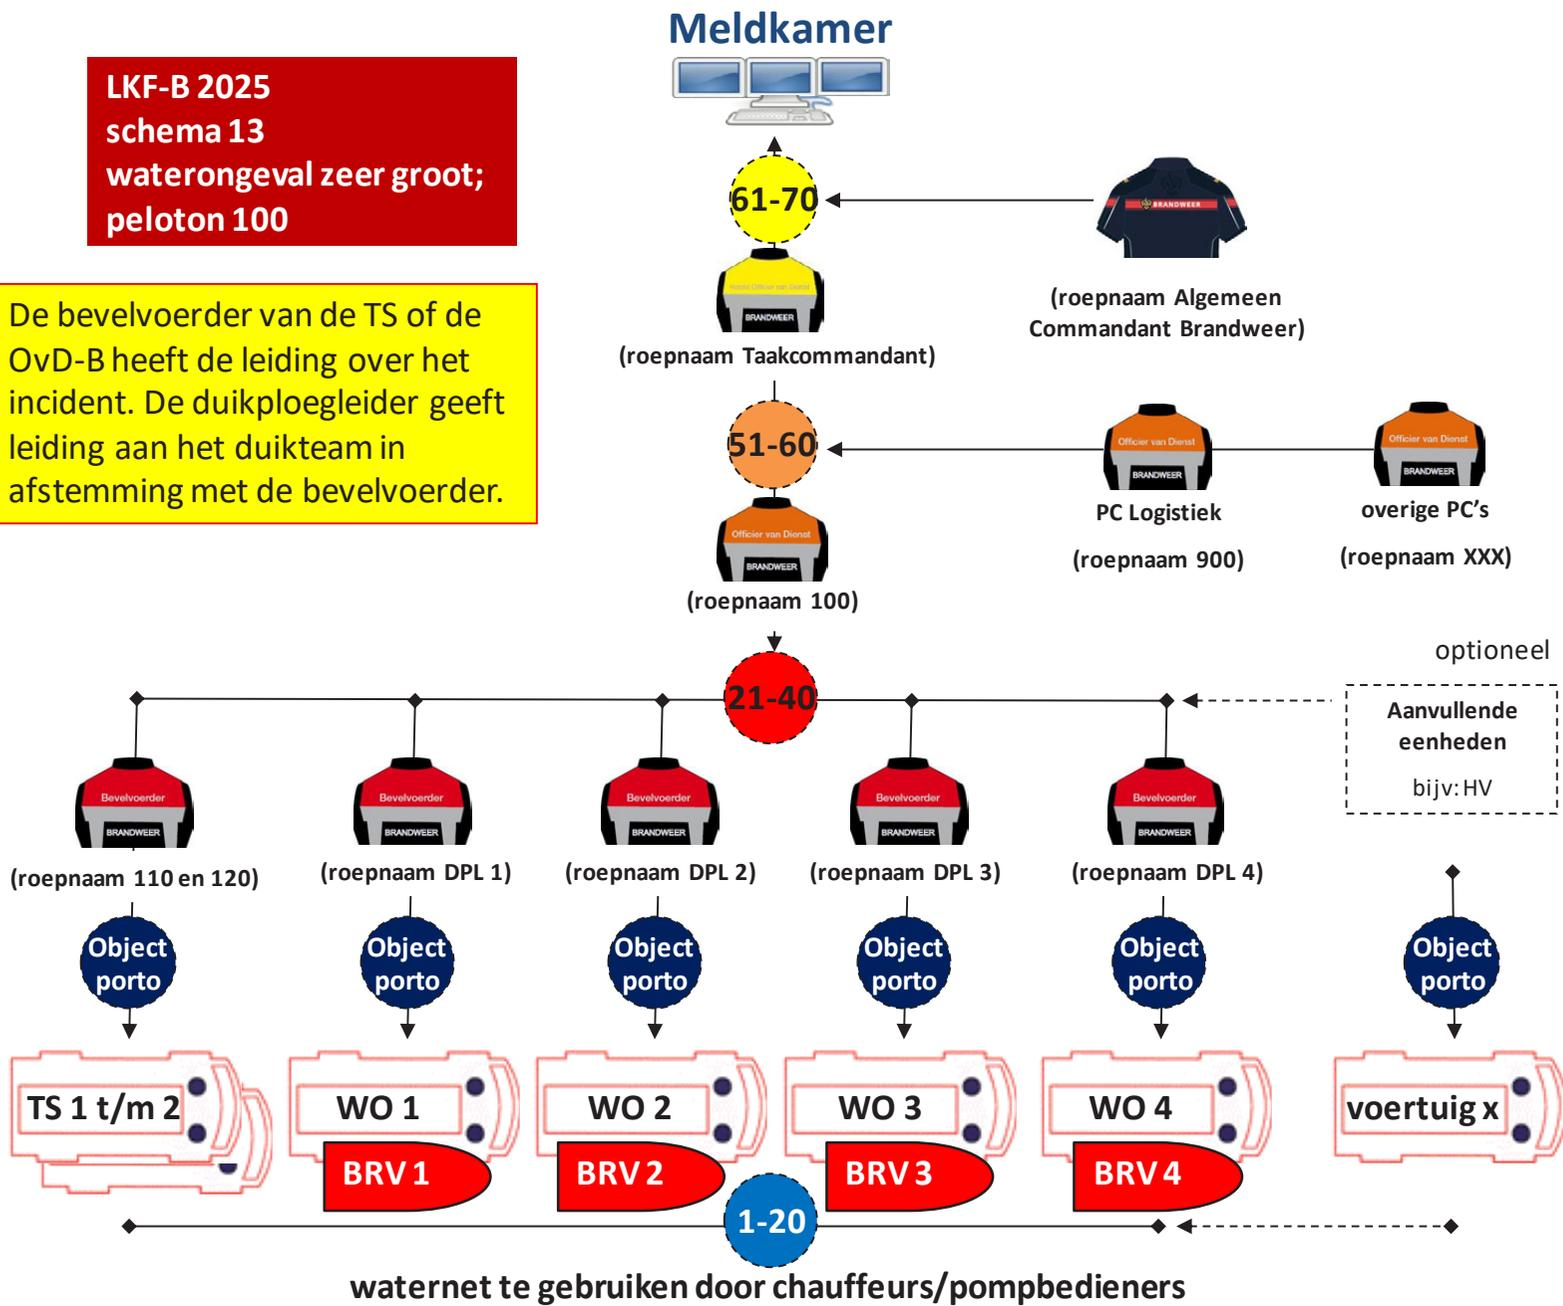 Meldkamer
LKF-B 2025
schema 13
waterongeval zeer groot;
peloton 100
61-70
BRANDWEER
De bevelvoerder van de TS of de
OvD-B heeft de leiding over het
incident. De duikploegleider geeft
leiding aan het duikteam in
afstemming met de bevelvoerder.
Hoofd Officier van Dienst
BRANDWEER
(roepnaam Taakcommandant)
(roepnaam Algemeen
Commandant Brandweer)
51-60
Officier van Dienst
BRANDWEER
PC Logistiek
(roepnaam 900)
Officier van Dienst
BRANDWEER
overige PC's
(roepnaam XXX)
Officier van Dienst
BRANDWEER
(roepnaam 100)
21-40
optioneel
Aanvullende
eenheden
bijv: HV
Bevelvoerder
BRANDWEER
(roepnaam 110 en 120)
Bevelvoerder
BRANDWEER
(roepnaam DPL 1)
Bevelvoerder
BRANDWEER
(roepnaam DPL 2)
Bevelvoerder
BRANDWEER
(roepnaam DPL 3)
Bevelvoerder
BRANDWEER
(roepnaam DPL 4)
Object
porto
Object
porto
Object
porto
Object
porto
Object
porto
Object
porto
TS 1 t/m 2
WO 1
WO 2
WO 3
WO 4
voertuig x
BRV 1
BRV 2
BRV 3
BRV 4
1-20
waternet te gebruiken door chauffeurs/pompbedieners